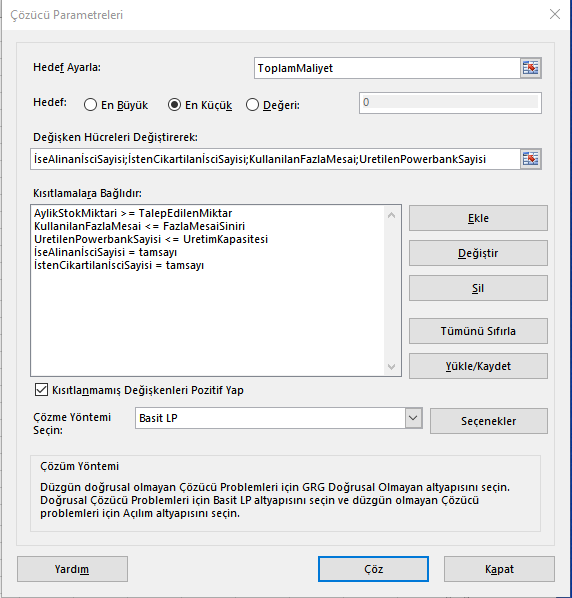 Çözücü Parametreleri
Hedef Ayarla:
ToplamMaliyet
Hedef:
En Büyük
En Küçük
Değeri:
0
Değişken Hücreleri Değiştirerek:
İseAlinanİsciSayisi;İstenCikartilanİsciSayisi;KullanilanFazlaMesai;UretilenPowerbankSayisi
Kısıtlamalara Bağlıdır:
AylikStokMiktari >= TalepEdilenMiktar
KullanilanFazlaMesai <= FazlaMesaiSiniri
UretilenPowerbankSayisi <= UretimKapasitesi
İseAlinanİsciSayisi = tamsayı
İstenCikartilanİsciSayisi = tamsayı
Ekle
Değiştir
Sil
Tümünü Sıfırla
Yükle/Kaydet
Kısıtlanmamış Değişkenleri Pozitif Yap
Çözme Yöntemi
Seçin:
Basit LP
Seçenekler
Çözüm Yöntemi
Düzgün doğrusal olmayan Çözücü Problemleri için GRG Doğrusal Olmayan altyapısını seçin.
Doğrusal Çözücü Problemleri için Basit LP altyapısını seçin ve düzgün olmayan Çözücü
problemleri için Açılım altyapısını seçin.
Yardım
Çöz
Kapat